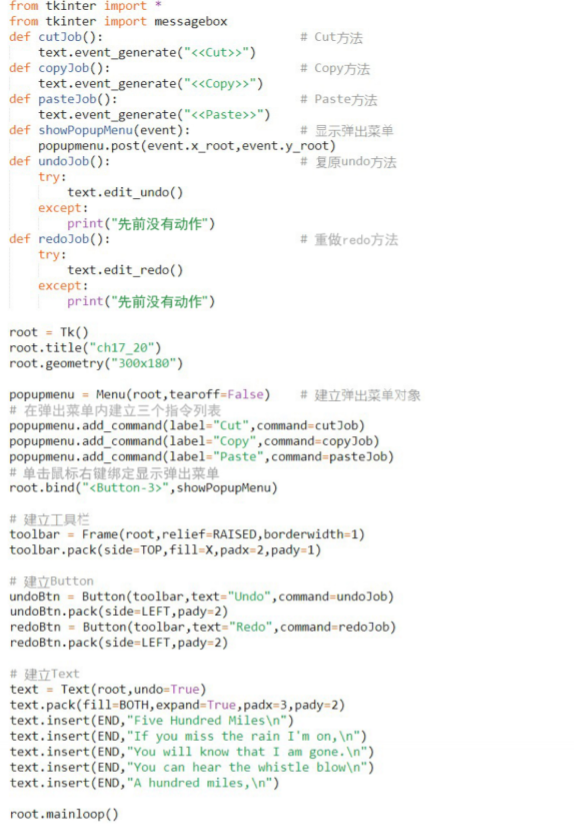 from tkinter import *
from tkinter import messagebox
def cutJob():                                # Cut方法
    text.event_generate("<<Cut>>")
def copyJob():                               # Copy方法
    text.event_generate("<<Copy>>")
def pasteJob():                              # Paste方法
    text.event_generate("<<Paste>>")
def showPopupMenu(event):                    # 显示弹出菜单
    popupmenu.post(event.x_root,event.y_root)
def undoJob():                               # 复原undo方法
    try:
        text.edit_undo()
    except:
        print("先前没有动作")
def redoJob():                               # 重做redo方法
    try:
        text.edit_redo()
    except:
        print("先前没有动作")

root = Tk()
root.title("ch17_20")
root.geometry("300x180")

popupmenu = Menu(root,tearoff=False)    # 建立弹出菜单对象
# 在弹出菜单内建立三个指令列表
popupmenu.add_command(label="Cut",command=cutJob)
popupmenu.add_command(label="Copy",command=copyJob)
popupmenu.add_command(label="Paste",command=pasteJob)
# 单击鼠标右键绑定显示弹出菜单
root.bind("<Button-3>",showPopupMenu)

# 建立工具栏
toolbar = Frame(root,relief=RAISED,borderwidth=1)
toolbar.pack(side=TOP,fill=X,padx=2,pady=1)

# 建立Button
undoBtn = Button(toolbar,text="Undo",command=undoJob)
undoBtn.pack(side=LEFT,pady=2)
redoBtn = Button(toolbar,text="Redo",command=redoJob)
redoBtn.pack(side=LEFT,pady=2)

# 建立Text
text = Text(root,undo=True)
text.pack(fill=BOTH,expand=True,padx=3,pady=2)
text.insert(END,"Five Hundred Miles\n")
text.insert(END,"If you miss the rain I'm on,\n")
text.insert(END,"You will know that I am gone.\n")
text.insert(END,"You can hear the whistle blow\n")
text.insert(END,"A hundred miles,\n")

root.mainloop()